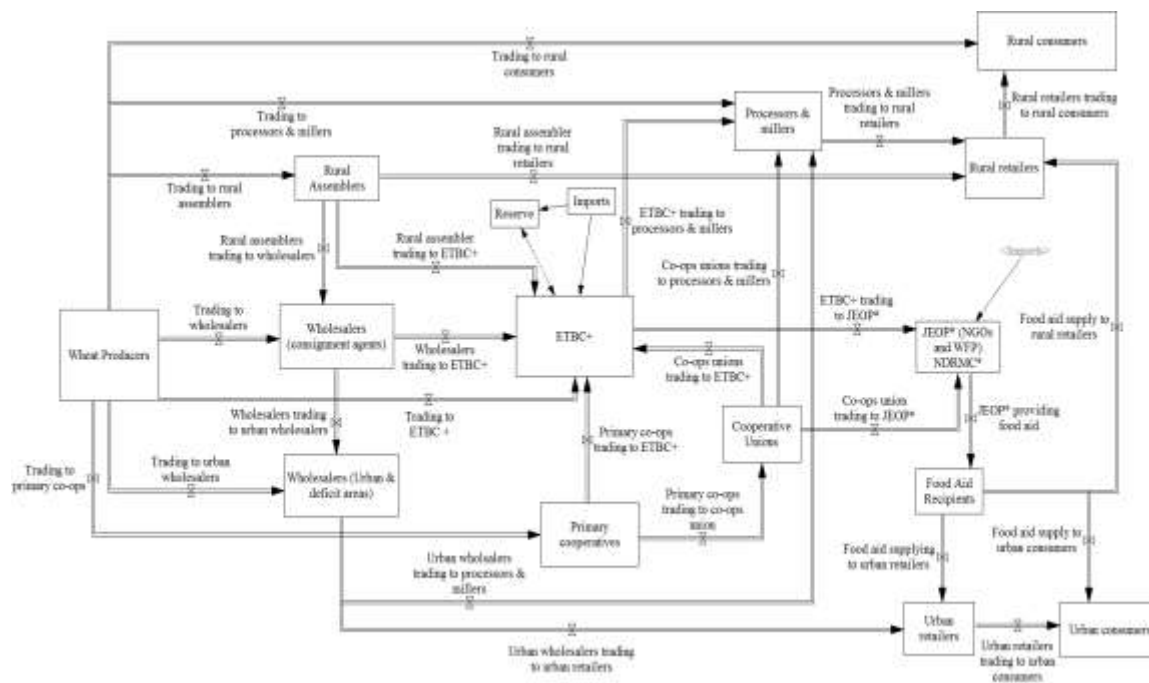 Rural consumers
Trading to rural
consumers
Trading to
processors & millers
Processors &
millers
Processors & millers
trading to rural
retailers
Rural retailers trading
to rural consumers
Rural assembler
trading to rural
retailers
Rural
Assemblers
Rural retailers
Trading to rural
assemblers
Reserve
Imports
ETBC+ trading to
processors & millers
Rural assemblers
trading to wholesalers
Rural assembler
trading to ETBC+
Co-ops unions trading
to processors & millers
Imports
Wheat Producers
Trading to
wholesalers
Wholesalers
(consignment agents)
Wholesalers
trading to ETBC+
ETBC+
ETBC+ trading
to JEOP*
JEOP* (NGOs
and WFP)
NDRMC*
Food aid supply to
rural retailers
Co-ops unions
trading to ETBC+
Wholesalers trading
to urban wholesalers
Trading to
ETBC +
Primary co-ops
trading to ETBC+
Cooperative
Unions
Co-ops union
trading to JEOP*
JEOP* providing
food aid
Trading to
primary co-ops
Trading to urban
wholesalers
Wholesalers (Urban &
deficit areas)
Primary
cooperatives
Primary co-ops
trading to co-ops
union
Food Aid
Recipients
Urban wholsalers
trading to processors &
millers
Food aid supplying
to urban retailers
Food aid supply to
urban consumers
Urban
retailers
Urban consumers
Urban wholesalers trading
to urban retailers
Urban retailers
trading to urban
consumers